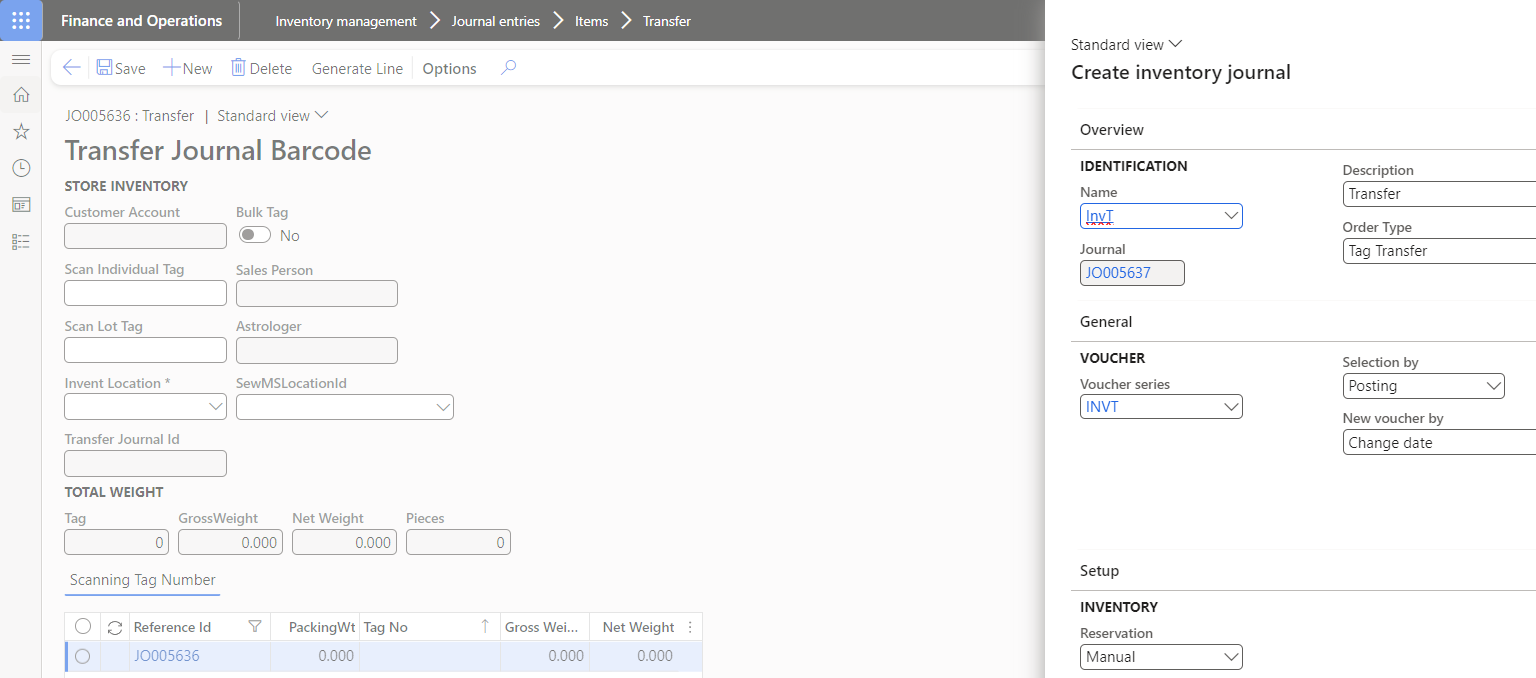 Finance and Operations
Inventory management > Journal entries > Items > Transfer
Save New Delete Generate Line Options
JO005636 : Transfer | Standard view
Transfer Journal Barcode
STORE INVENTORY
Customer Account Bulk Tag
No
Scan Individual Tag Sales Person
Scan Lot Tag Astrologer
Invent Location * SewMSLocationId
Transfer Journal Id
TOTAL WEIGHT
Tag GrossWeight Net Weight Pieces
0 0.000 0.000 0
Scanning Tag Number
Reference Id PackingWt Tag No Gross Wei... Net Weight
JO005636 0.000 0.000 0.000
Standard view
Create inventory journal
Overview
IDENTIFICATION
Name
InvT
Journal
JO005637
Description
Transfer
Order Type
Tag Transfer
General
VOUCHER
Voucher series
INVT
Selection by
Posting
New voucher by
Change date
Setup
INVENTORY
Reservation
Manual